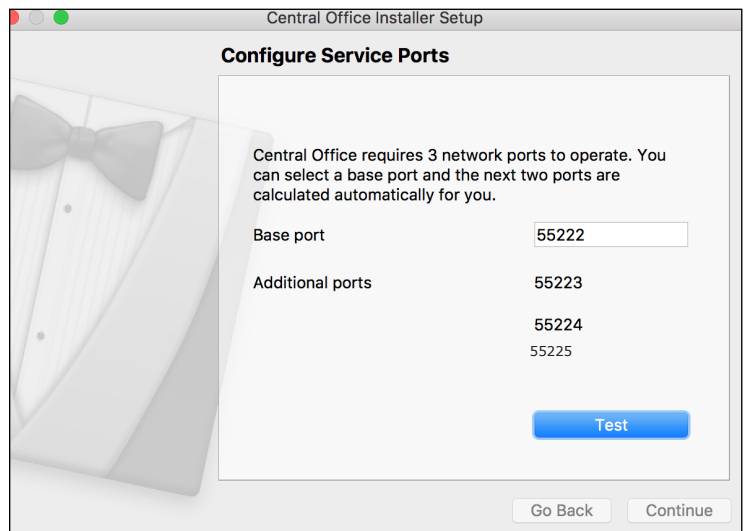 Central Office Installer Setup
Configure Service Ports
Central Office requires 3 network ports to operate. You
can select a base port and the next two ports are
calculated automatically for you.
Base port 55222
Additional ports 55223
55224
55225
Test
Go Back Continue